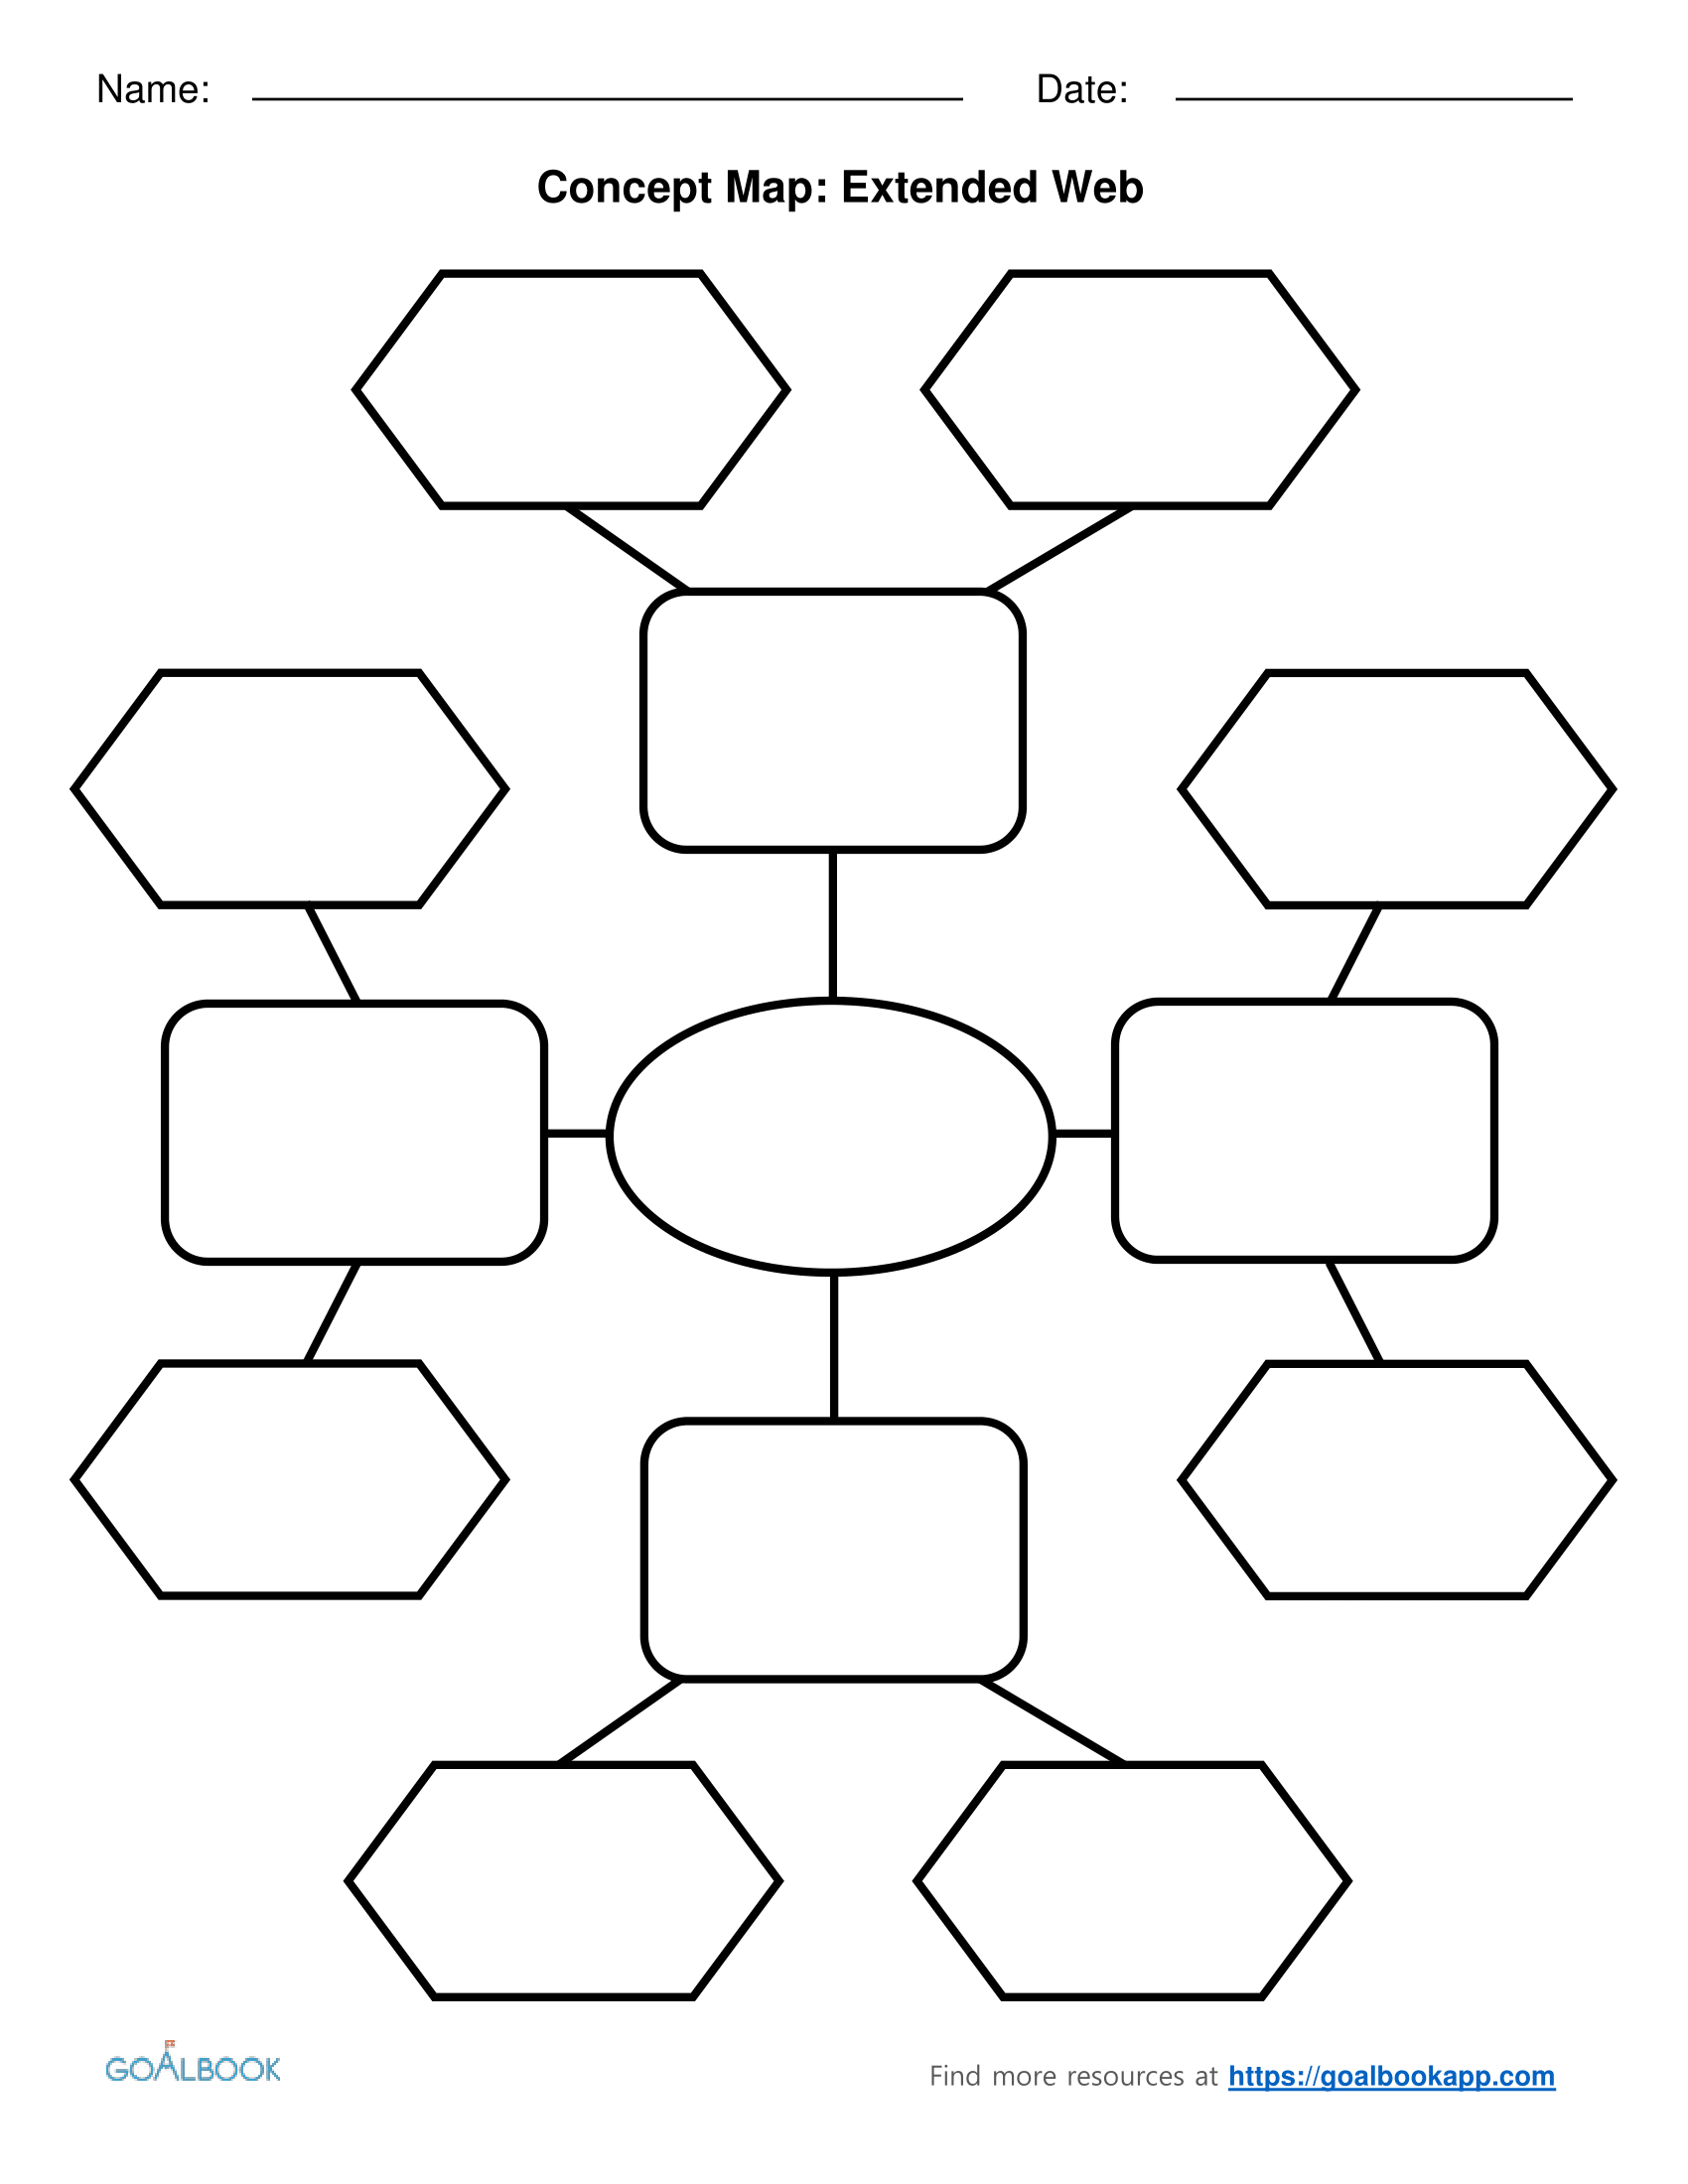 Name: Date:
Concept Map: Extended Web
GOALBOOK
Find more resources at https://goalbookapp.com